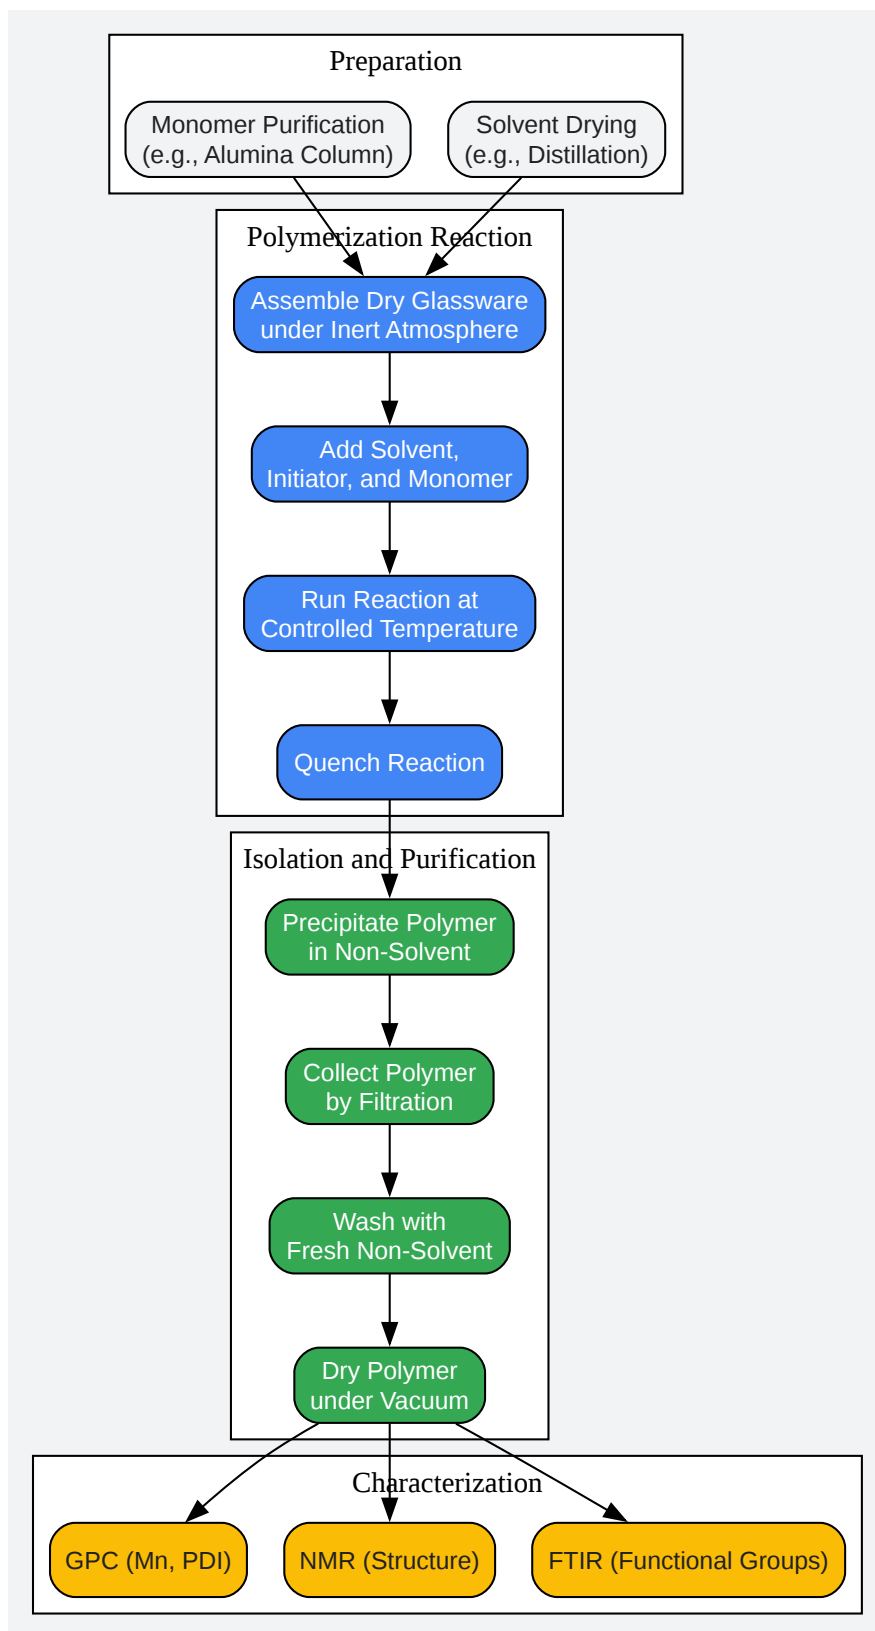 Preparation
Monomer Purification
(e.g., Alumina Column)
Solvent Drying
(e.g., Distillation)
Polymerization Reaction
Assemble Dry Glassware
under Inert Atmosphere
Add Solvent,
Initiator, and Monomer
Run Reaction at
Controlled Temperature
Quench Reaction
Isolation and Purification
Precipitate Polymer
in Non-Solvent
Collect Polymer
by Filtration
Wash with
Fresh Non-Solvent
Dry Polymer
under Vacuum
Characterization
GPC (Mn, PDI)
NMR (Structure)
FTIR (Functional Groups)